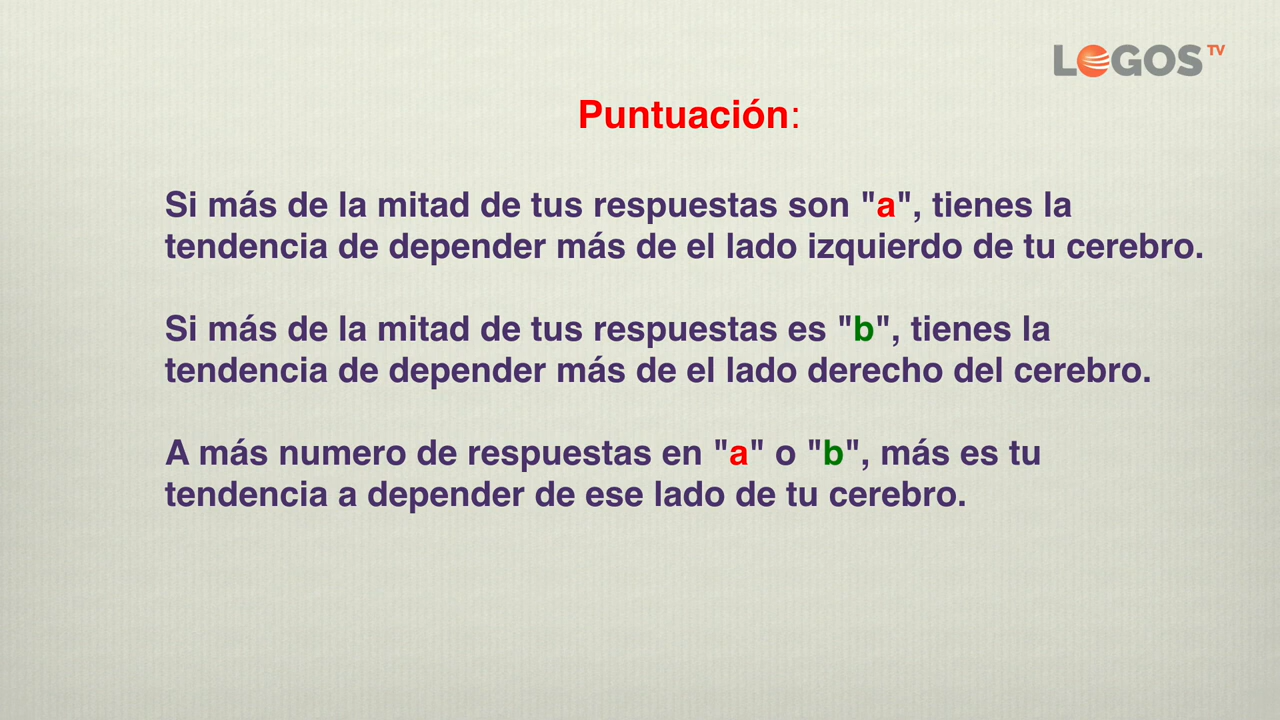 LOGOS TV
Puntuación:
Si más de la mitad de tus respuestas son "a", tienes la
tendencia de depender más de el lado izquierdo de tu cerebro.
Si más de la mitad de tus respuestas es "b", tienes la
tendencia de depender más de el lado derecho del cerebro.
A más numero de respuestas en "a" o "b", más es tu
tendencia a depender de ese lado de tu cerebro.